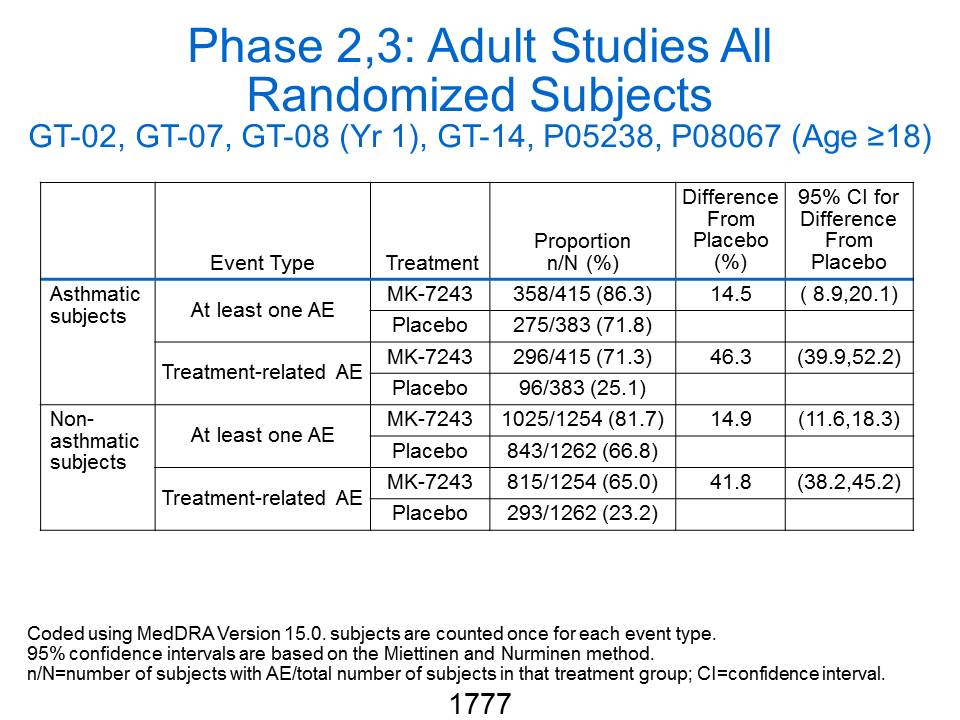 Phase 2,3: Adult Studies All
Randomized Subjects
GT-02, GT-07, GT-08 (Yr 1), GT-14, P05238, P08067 (Age ≥18)
Event Type Treatment Proportion n/N (%) Difference From Placebo (%) 95% CI for Difference From Placebo
Asthmatic subjects At least one AE MK-7243 358/415 (86.3) 14.5 ( 8.9,20.1)
Placebo 275/383 (71.8)
Treatment-related AE MK-7243 296/415 (71.3) 46.3 (39.9,52.2)
Placebo 96/383 (25.1)
Non-asthmatic subjects At least one AE MK-7243 1025/1254 (81.7) 14.9 (11.6,18.3)
Placebo 843/1262 (66.8)
Treatment-related AE MK-7243 815/1254 (65.0) 41.8 (38.2,45.2)
Placebo 293/1262 (23.2)
Coded using MedDRA Version 15.0. subjects are counted once for each event type.
95% confidence intervals are based on the Miettinen and Nurminen method.
n/N=number of subjects with AE/total number of subjects in that treatment group; CI=confidence interval.
1777